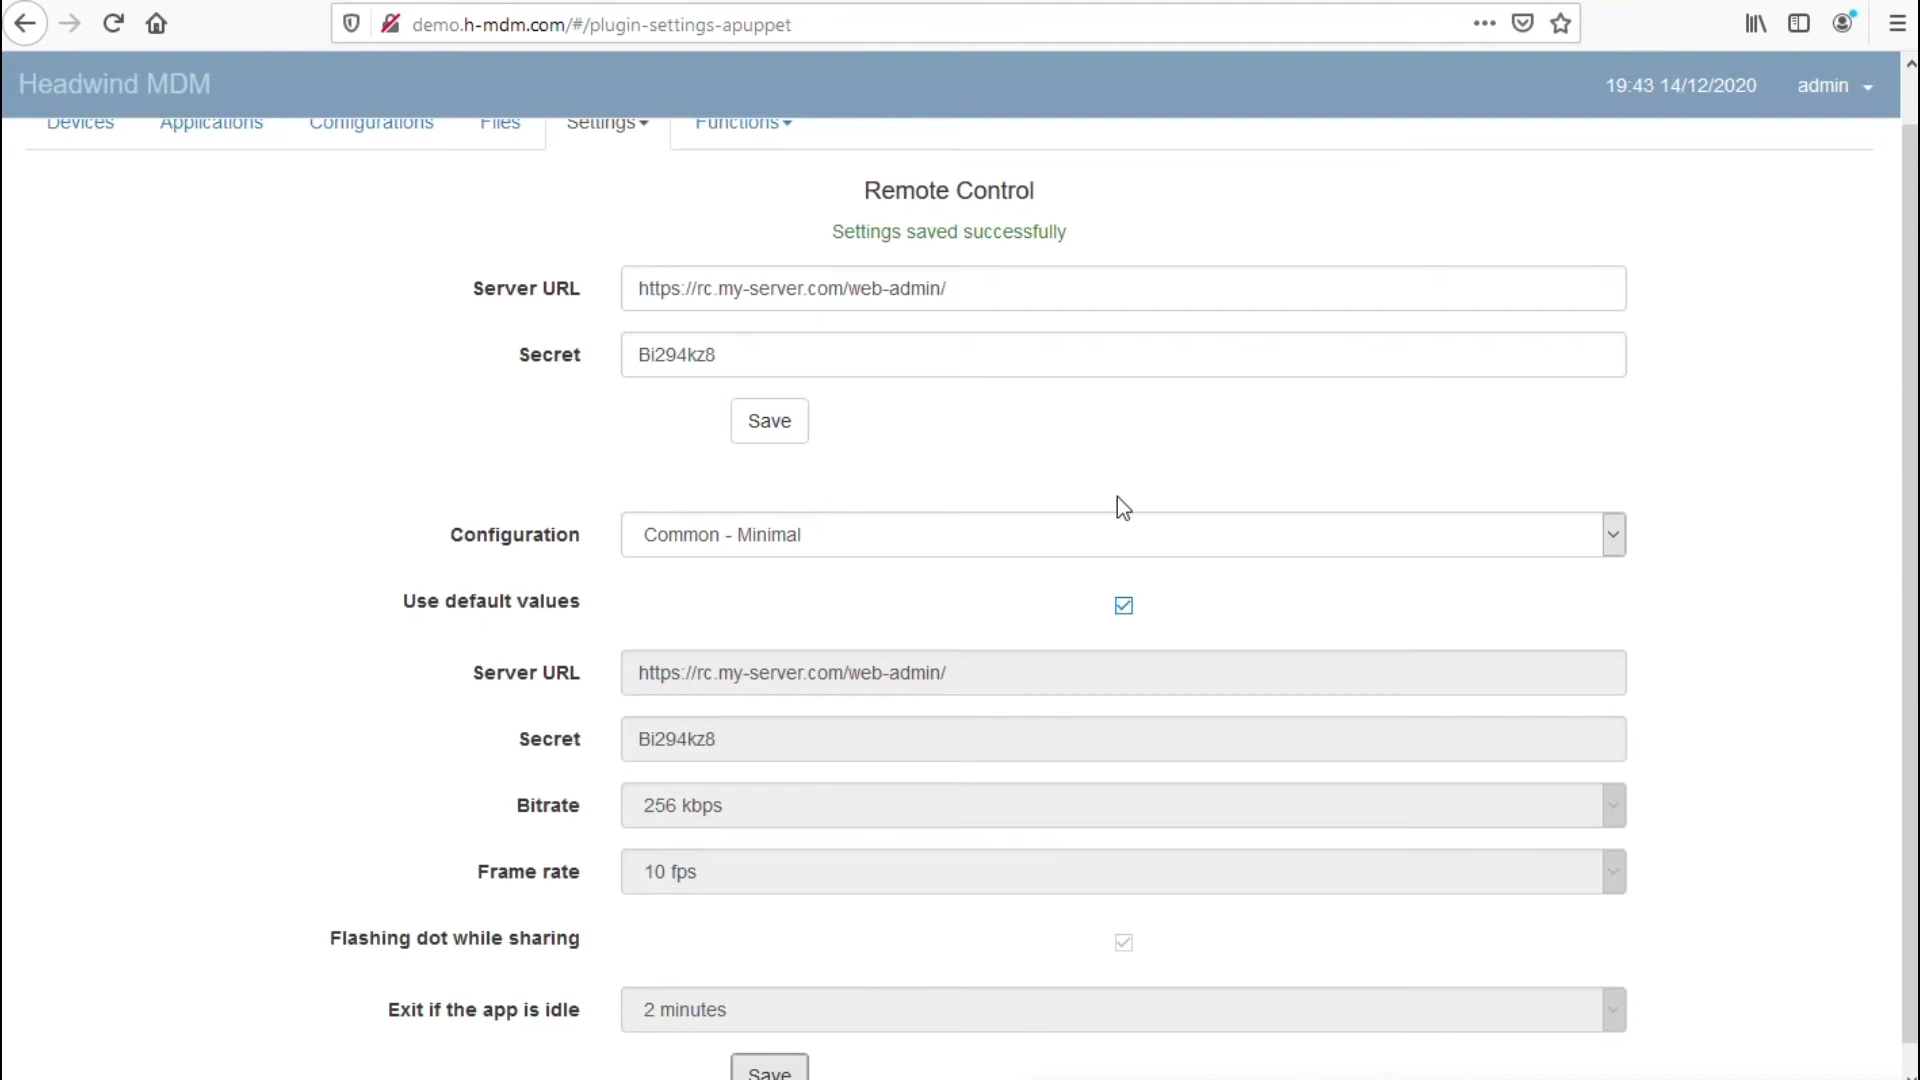 demo.h-mdm.com/#/plugin-settings-apuppet
Headwind MDM
19:43 14/12/2020
admin
Devices
Applications
Configurations
Files
Settings
Functions
Remote Control
Settings saved successfully
Server URL
https://rc.my-server.com/web-admin/
Secret
Bi294kz8
Save
Configuration
Common - Minimal
Use default values
Server URL
https://rc.my-server.com/web-admin/
Secret
Bi294kz8
Bitrate
256 kbps
Frame rate
10 fps
Flashing dot while sharing
Exit if the app is idle
2 minutes
Save